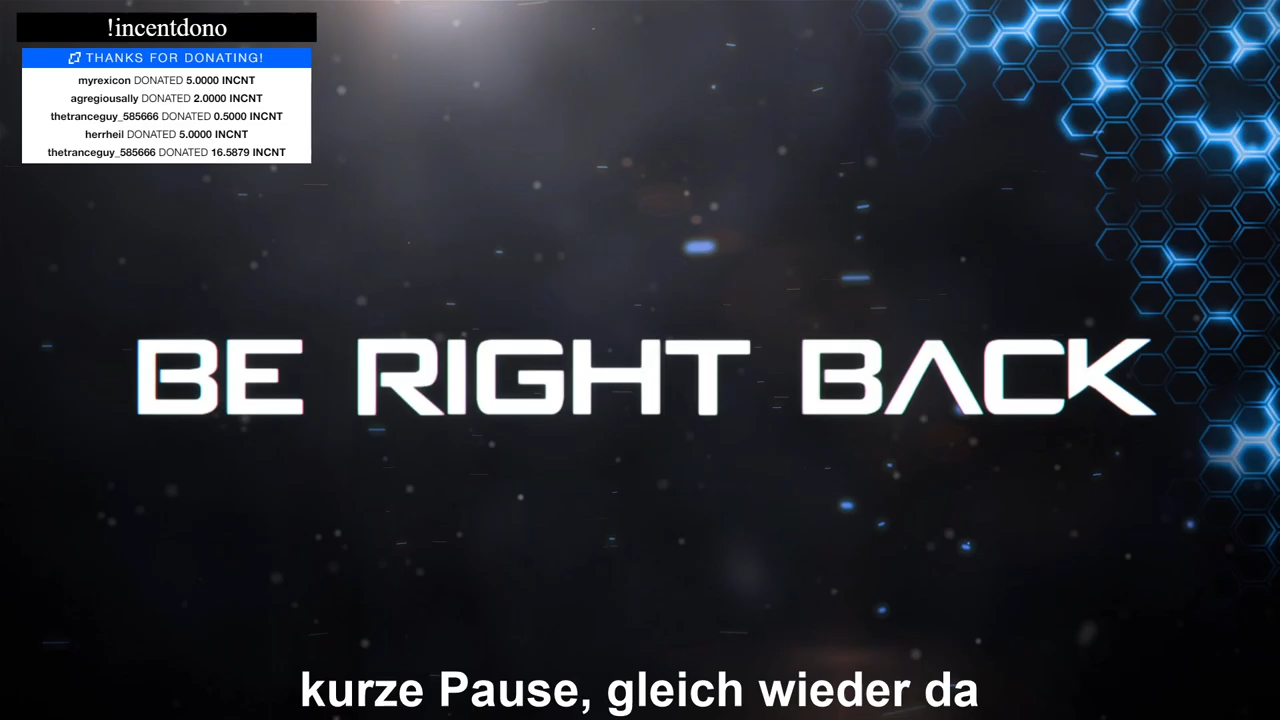 !incentdono
THANKS FOR DONATING!
myrexicon DONATED 5.0000 INCNT
agregiousally DONATED 2.0000 INCNT
thetranceguy_585666 DONATED 0.5000 INCNT
herrheil DONATED 5.0000 INCNT
thetranceguy_585666 DONATED 16.5879 INCNT
BE RIGHT BACK
kurze Pause, gleich wieder da